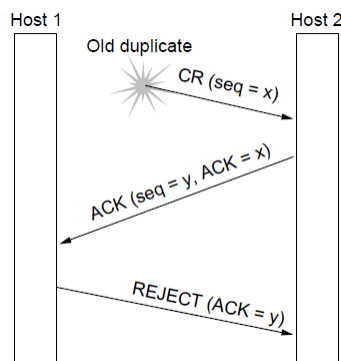 Host 1
Host 2
Old duplicate
CR (seq = x)
ACK (seq = y, ACK = x)
REJECT (ACK = y)